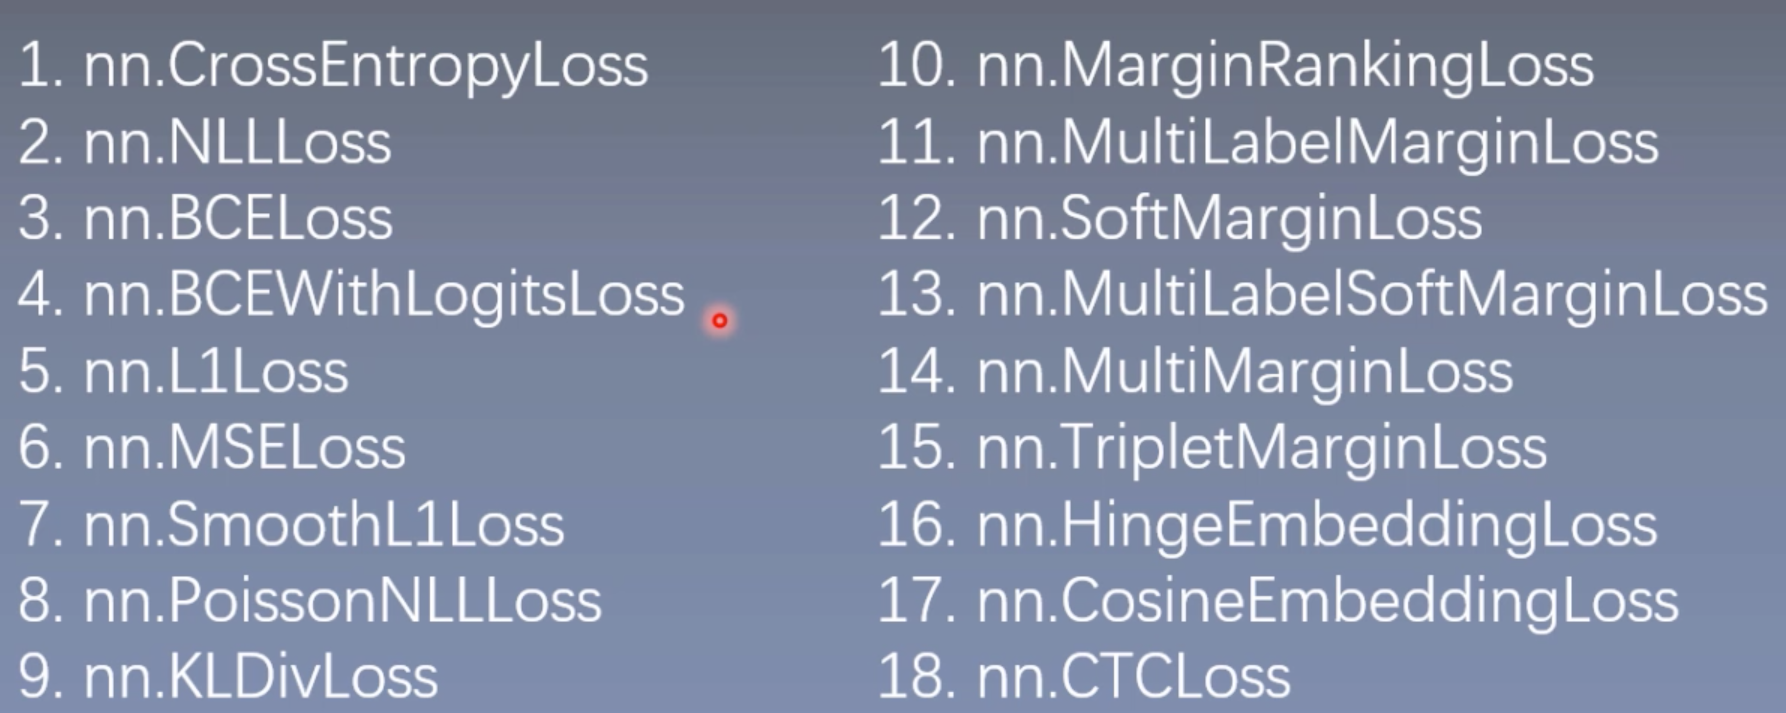 1. nn.CrossEntropyLoss
2. nn.NLLLoss
3. nn.BCELoss
4. nn.BCEWithLogitsLoss
5. nn.L1Loss
6. nn.MSELoss
7. nn.SmoothL1Loss
8. nn.PoissonNLLLoss
9. nn.KLDivLoss
10. nn.MarginRankingLoss
11. nn.MultiLabelMarginLoss
12. nn.SoftMarginLoss
13. nn.MultiLabelSoftMarginLoss
14. nn.MultiMarginLoss
15. nn.TripletMarginLoss
16. nn.HingeEmbeddingLoss
17. nn.CosineEmbeddingLoss
18. nn.CTCLoss